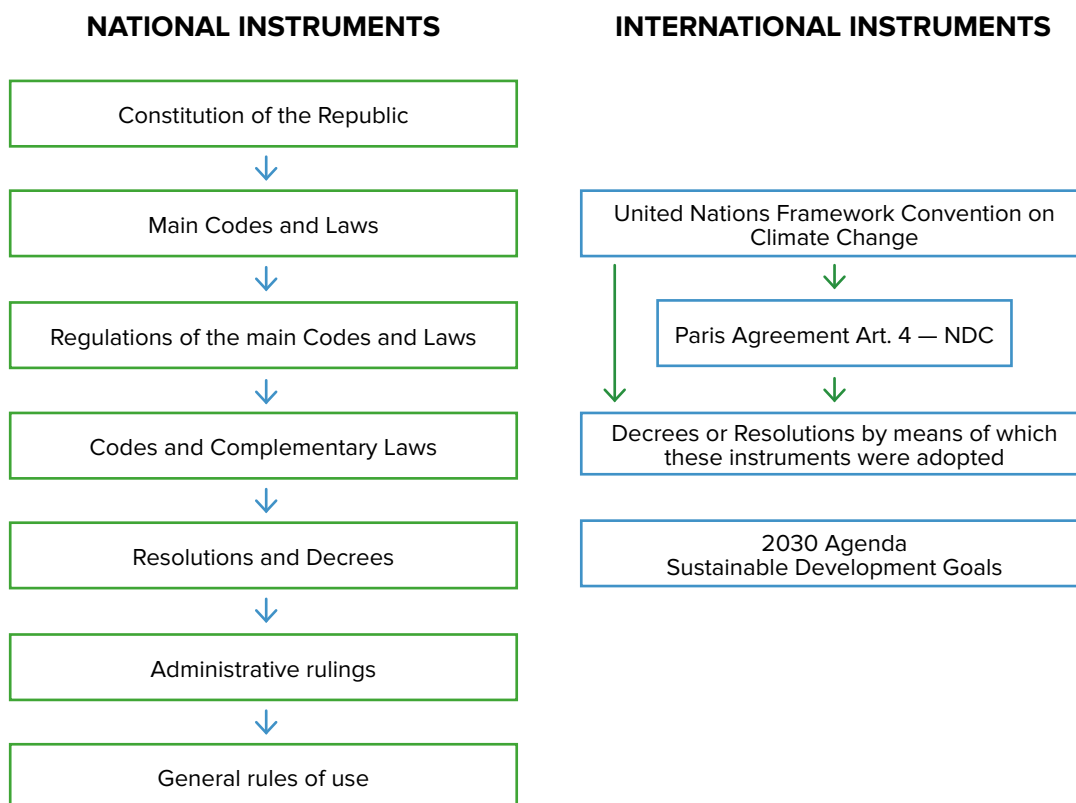 NATIONAL INSTRUMENTS
Constitution of the Republic
Main Codes and Laws
Regulations of the main Codes and Laws
Codes and Complementary Laws
Resolutions and Decrees
Administrative rulings
General rules of use
INTERNATIONAL INSTRUMENTS
United Nations Framework Convention on
Climate Change
Paris Agreement Art. 4 — NDC
Decrees or Resolutions by means of which
these instruments were adopted
2030 Agenda
Sustainable Development Goals